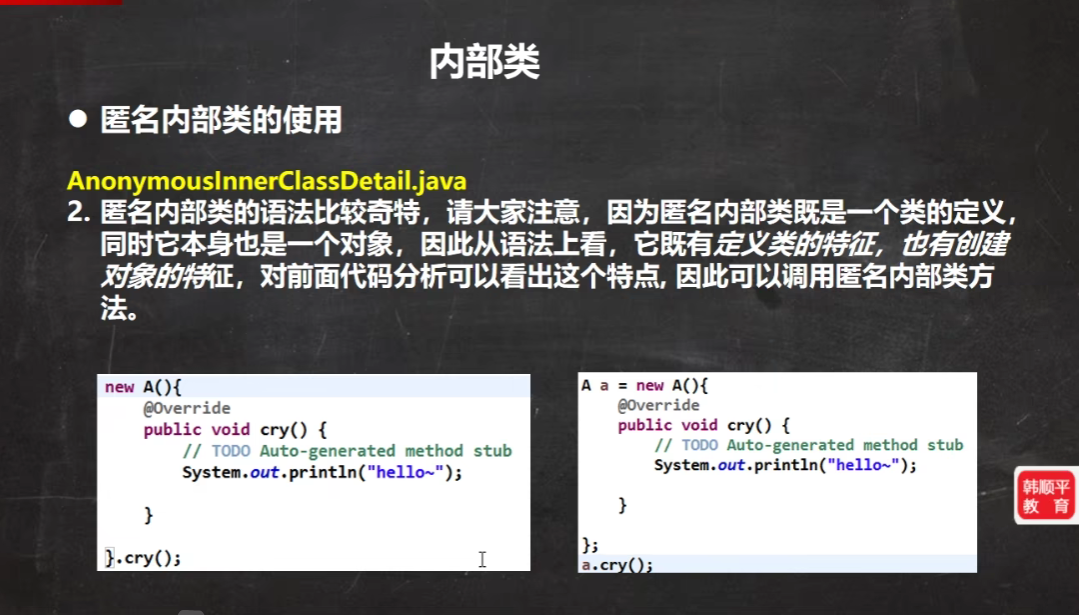 内部类
● 匿名内部类的使用
AnonymousInnerClassDetail.java
2. 匿名内部类的语法比较奇特，请大家注意，因为匿名内部类既是一个类的定义，
同时它本身也是一个对象，因此从语法上看，它既有定义类的特征，也有创建
对象的特征，对前面代码分析可以看出这个特点, 因此可以调用匿名内部类方
法。
new A(){
@Override
public void cry() {
// TODO Auto-generated method stub
System.out.println("hello~");
}
}.cry();
A a = new A(){
@Override
public void cry() {
// TODO Auto-generated method stub
System.out.println("hello~");
}
};
a.cry();
韩顺平
教 育